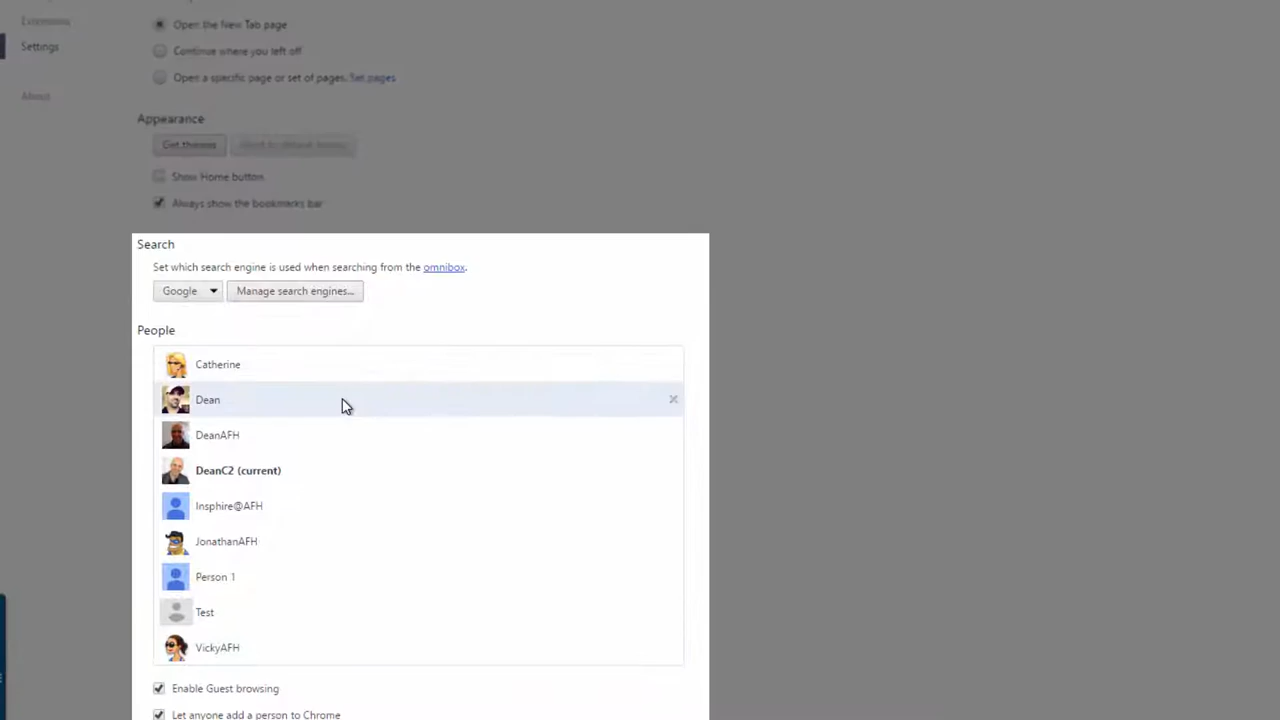 Extensions
Open the New Tab page
Settings
Continue where you left off
Open a specific page or set of pages. Set pages
About
Appearance
Get themes
Show Home button
Always show the bookmarks bar
Search
Set which search engine is used when searching from the omnibox.
Google Manage search engines...
People
Catherine
Dean
DeanAFH
DeanC2 (current)
Insphire@AFH
JonathanAFH
Person 1
Test
VickyAFH
Enable Guest browsing
Let anyone add a person to Chrome